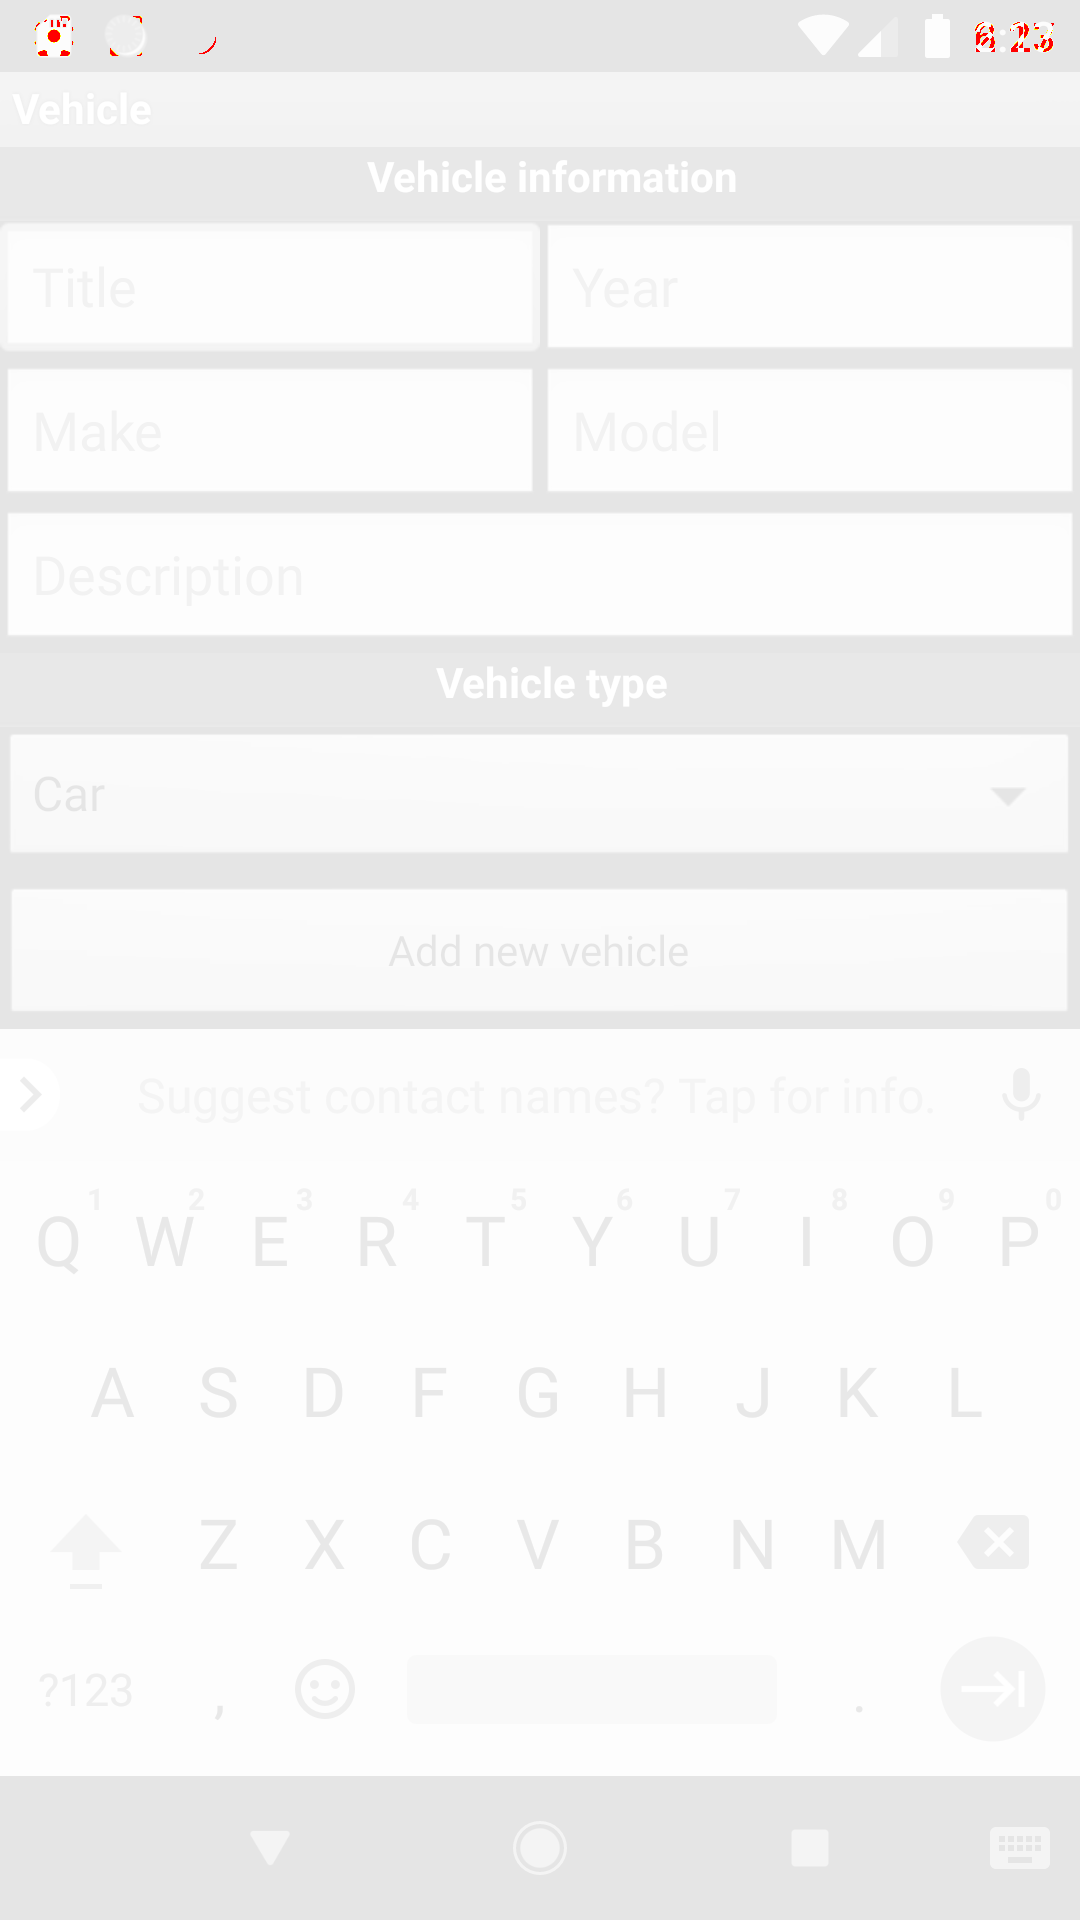 8:23
Vehicle
Vehicle information
Title Year
Make Model
Description
Vehicle type
Car
Add new vehicle
Suggest contact names? Tap for info.
1 2 3 4 5 6 7 8 9 0
Q W E R T Y U I O P
A S D F G H J K L
Z X C V B N M
?123 , .